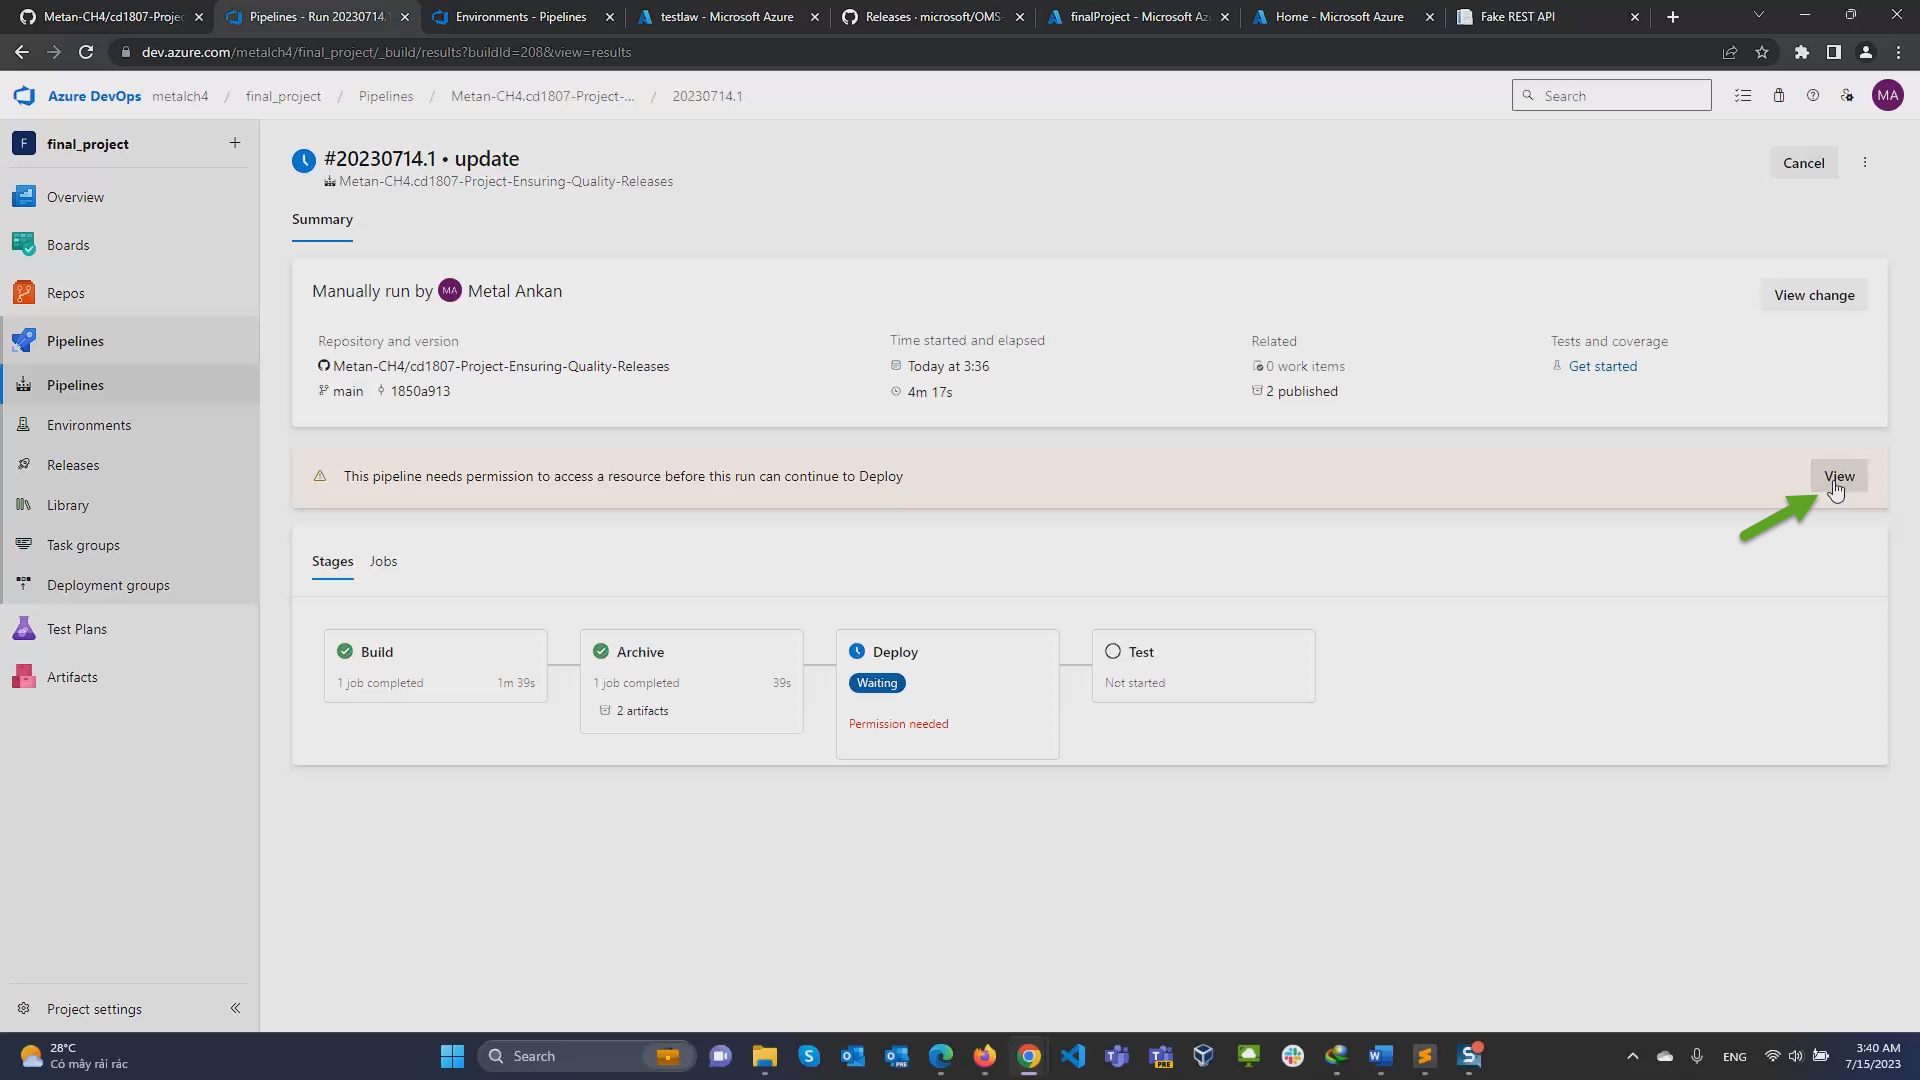 Metan-CH4/cd1807-Projec
Pipelines - Run 20230714.1
Environments - Pipelines
testlaw - Microsoft Azure
Releases · microsoft/OMS-
finalProject - Microsoft Az
Home - Microsoft Azure
Fake REST API
dev.azure.com/metalch4/final_project/_build/results?buildId=208&view=results
Azure DevOps metalch4 / final_project / Pipelines / Metan-CH4.cd1807-Project-... / 20230714.1
Search
MA
F final_project +
Overview
Boards
Repos
Pipelines
Pipelines
Environments
Releases
Library
Task groups
Deployment groups
Test Plans
Artifacts
Project settings
#20230714.1 • update
Metan-CH4.cd1807-Project-Ensuring-Quality-Releases
Cancel
Summary
Manually run by MA Metal Ankan
View change
Repository and version
Metan-CH4/cd1807-Project-Ensuring-Quality-Releases
main 1850a913
Time started and elapsed
Today at 3:36
4m 17s
Related
0 work items
2 published
Tests and coverage
Get started
This pipeline needs permission to access a resource before this run can continue to Deploy
View
Stages Jobs
Build
1 job completed 1m 39s
Archive
1 job completed 39s
2 artifacts
Deploy
Waiting
Permission needed
Test
Not started
28°C
Có mây rải rác
Search
PRE
PRE
ENG
3:40 AM
7/15/2023